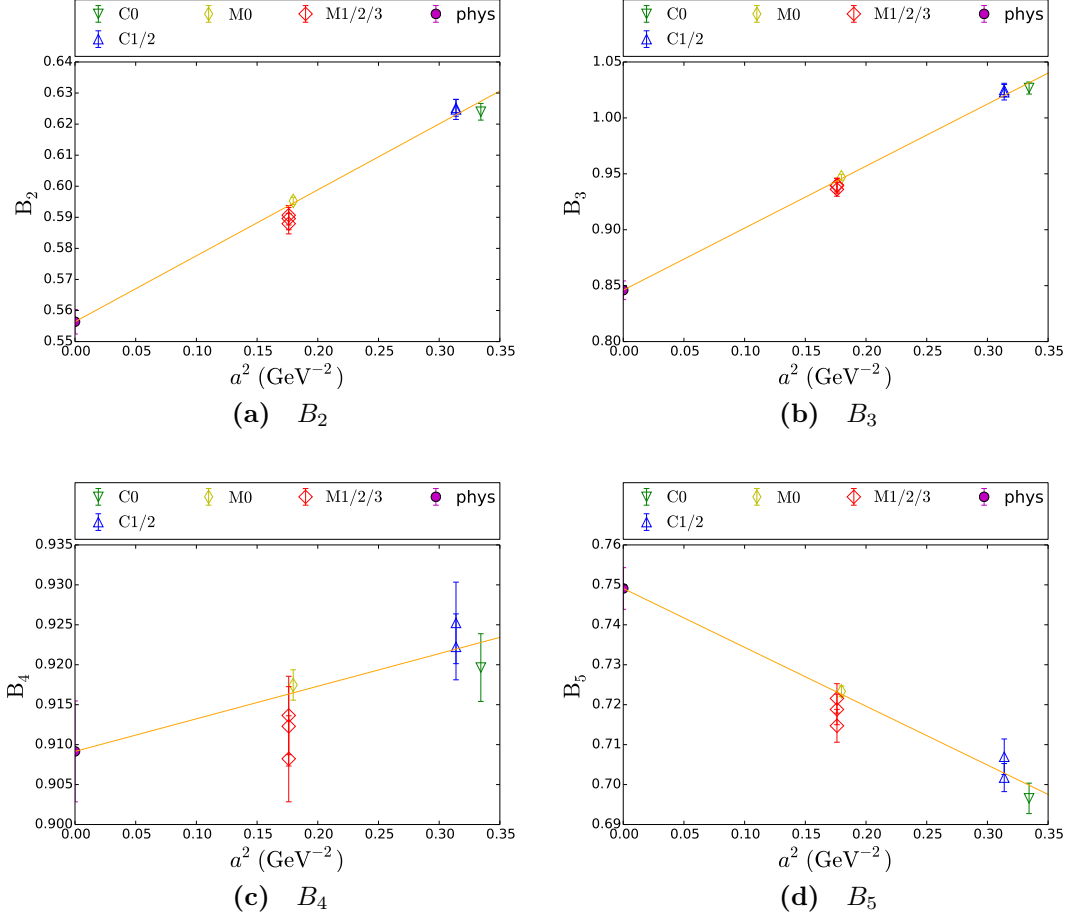 C0 M0 M1/2/3 phys
C1/2
0.64
0.63
0.62
0.61
0.60
0.59
0.58
0.57
0.56
0.55
B2
0.00 0.05 0.10 0.15 0.20 0.25 0.30 0.35
a² (GeV⁻²)
(a) B2
C0 M0 M1/2/3 phys
C1/2
1.05
1.00
0.95
0.90
0.85
0.80
B3
0.00 0.05 0.10 0.15 0.20 0.25 0.30 0.35
a² (GeV⁻²)
(b) B3
C0 M0 M1/2/3 phys
C1/2
0.935
0.930
0.925
0.920
0.915
0.910
0.905
0.900
B4
0.00 0.05 0.10 0.15 0.20 0.25 0.30 0.35
a² (GeV⁻²)
(c) B4
C0 M0 M1/2/3 phys
C1/2
0.76
0.75
0.74
0.73
0.72
0.71
0.70
0.69
B5
0.00 0.05 0.10 0.15 0.20 0.25 0.30 0.35
a² (GeV⁻²)
(d) B5